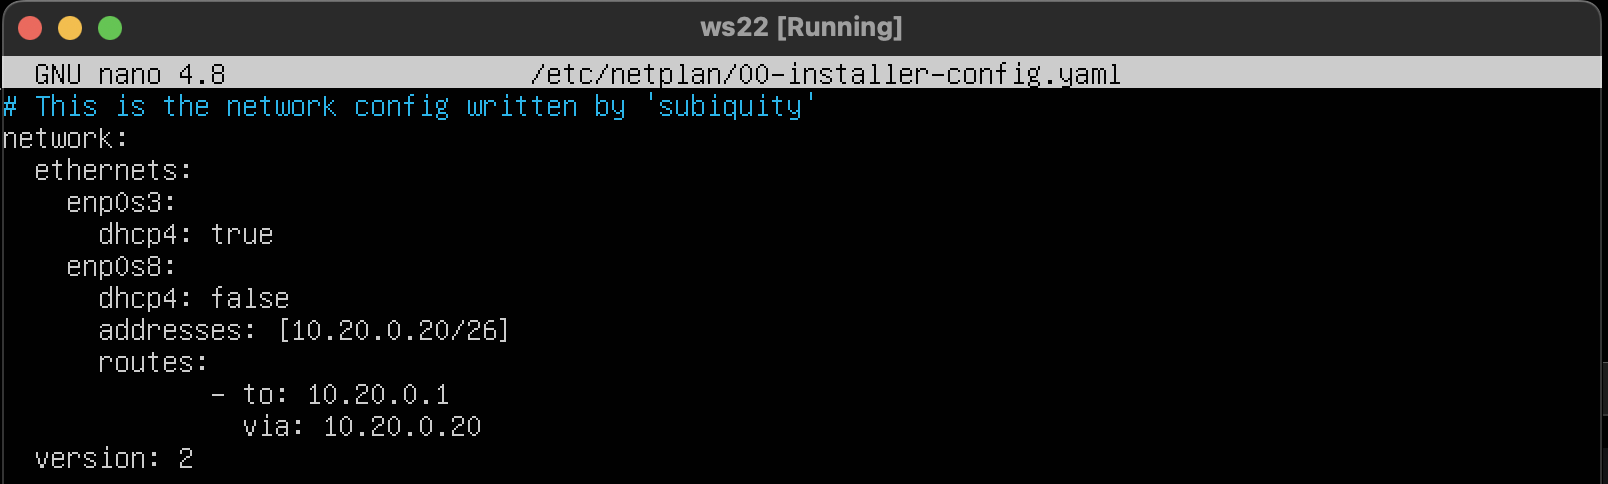 ws22 [Running]
GNU nano 4.8 /etc/netplan/00-installer-config.yaml
# This is the network config written by 'subiquity'
network:
  ethernets:
    enp0s3:
      dhcp4: true
    enp0s8:
      dhcp4: false
      addresses: [10.20.0.20/26]
      routes:
             - to: 10.20.0.1
               via: 10.20.0.20
  version: 2